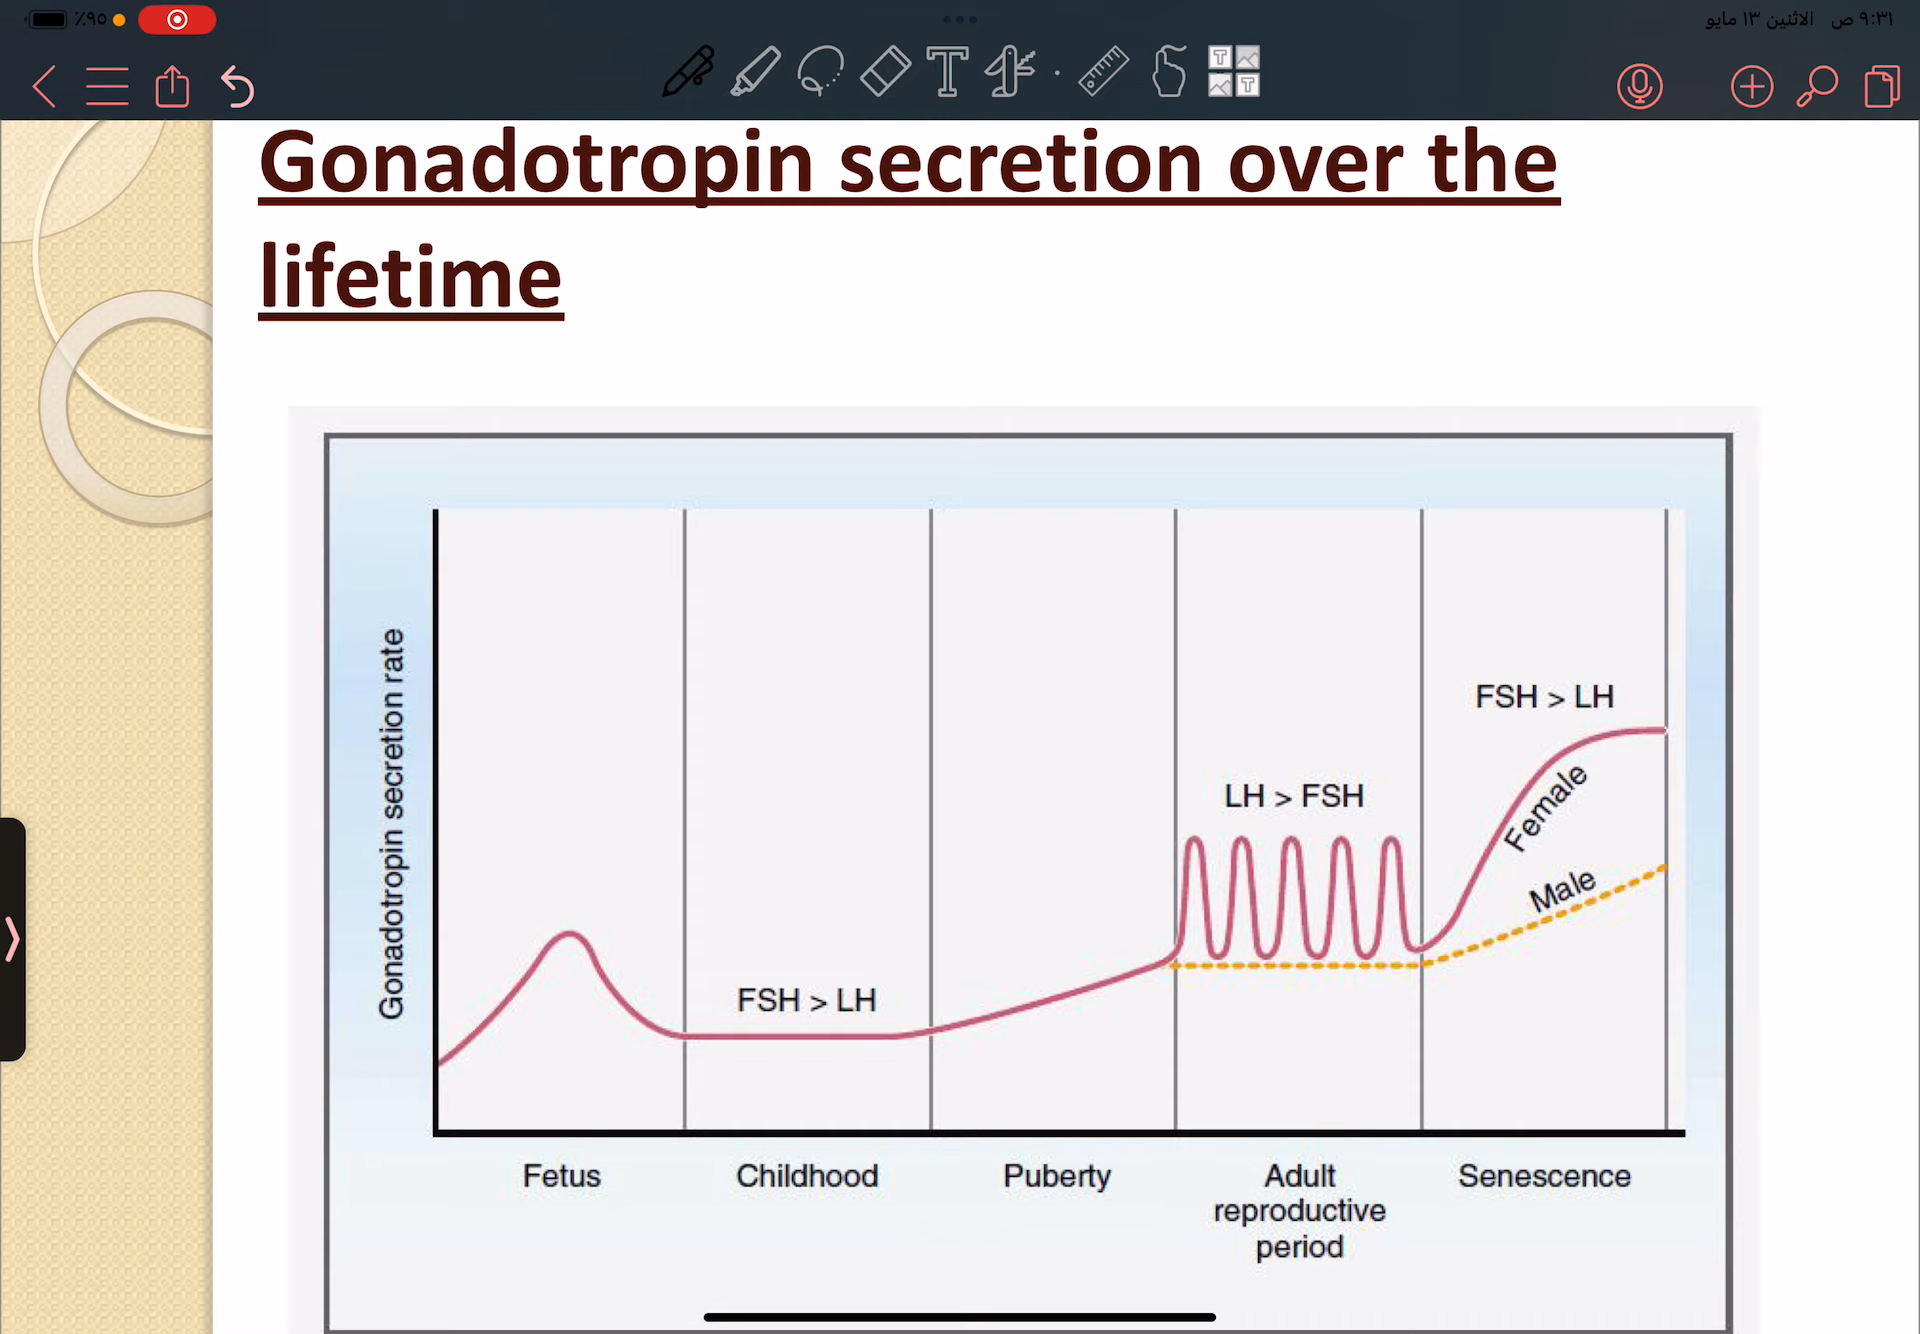 ٪٩٥
٩:٣١ ص الاثنين ١٣ مايو
Gonadotropin secretion over the
lifetime
Gonadotropin secretion rate
FSH > LH
LH > FSH
FSH > LH
Female
Male
Fetus
Childhood
Puberty
Adult
reproductive
period
Senescence